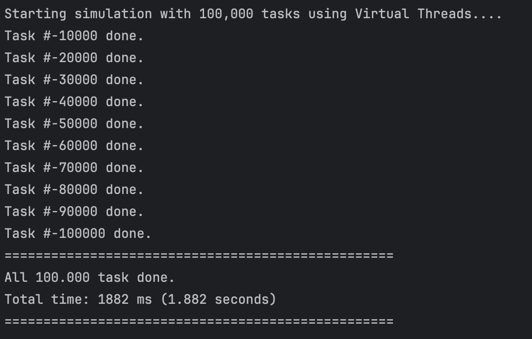 Starting simulation with 100,000 tasks using Virtual Threads....
Task #-10000 done.
Task #-20000 done.
Task #-30000 done.
Task #-40000 done.
Task #-50000 done.
Task #-60000 done.
Task #-70000 done.
Task #-80000 done.
Task #-90000 done.
Task #-100000 done.
==================================================
All 100.000 task done.
Total time: 1882 ms (1.882 seconds)
==================================================